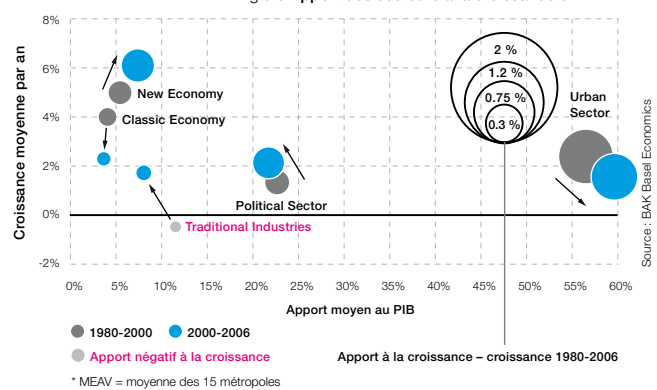 Croissance moyenne par an
8%
6%
4%
2%
0%
-2%
New Economy
Classic Economy
Political Sector
Traditional Industries
2 %
1.2 %
0.75 %
0.3 %
Urban
Sector
Source : BAK Basel Economics
0% 5% 10% 15% 20% 25% 30% 35% 40% 45% 50% 55% 60%
Apport moyen au PIB
1980-2000 2000-2006
Apport négatif à la croissance
Apport à la croissance – croissance 1980-2006
* MEAV = moyenne des 15 métropoles